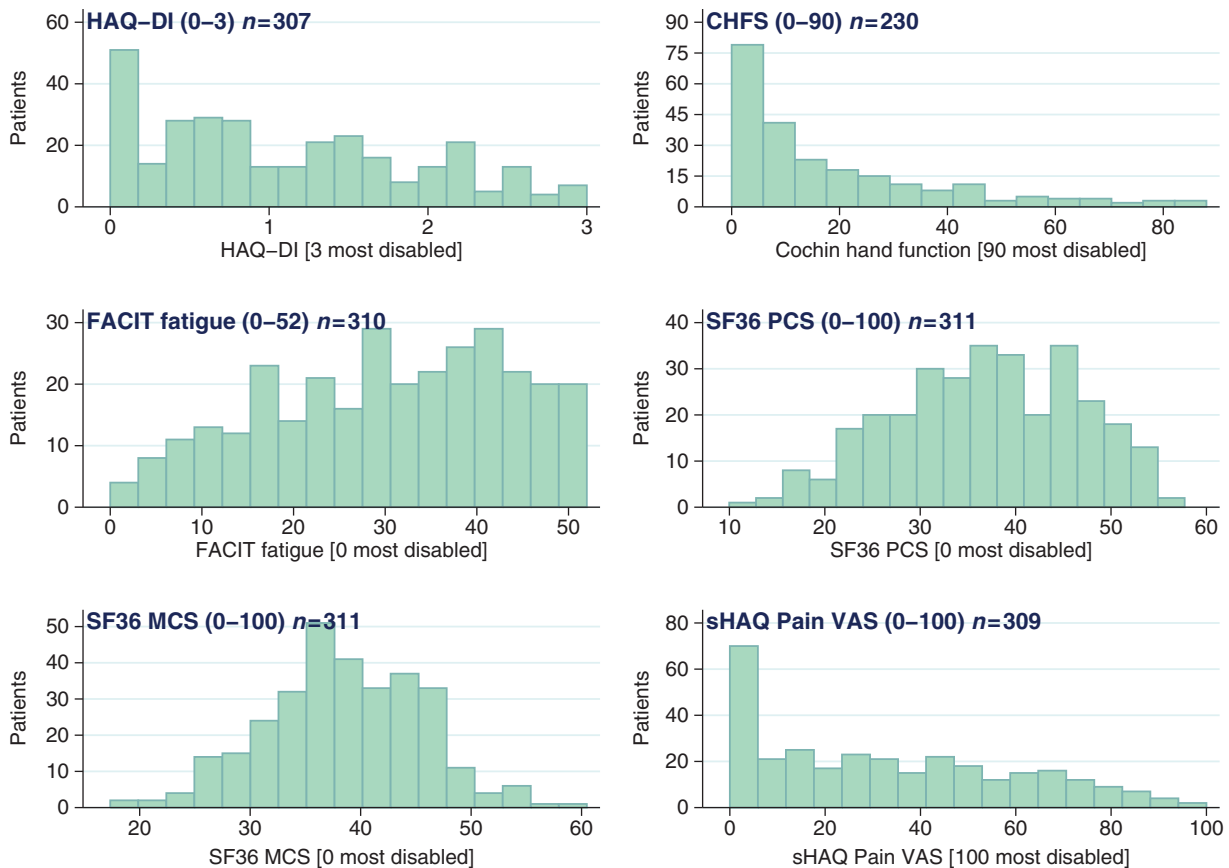 HAQ–DI (0–3) n=307
Patients
60
40
20
0
0 1 2 3
HAQ–DI [3 most disabled]
CHFS (0–90) n=230
Patients
90
75
60
45
30
15
0
0 20 40 60 80
Cochin hand function [90 most disabled]
FACIT fatigue (0–52) n=310
Patients
30
20
10
0
0 10 20 30 40 50
FACIT fatigue [0 most disabled]
SF36 PCS (0–100) n=311
Patients
40
30
20
10
0
10 20 30 40 50 60
SF36 PCS [0 most disabled]
SF36 MCS (0–100) n=311
Patients
50
40
30
20
10
0
20 30 40 50 60
SF36 MCS [0 most disabled]
sHAQ Pain VAS (0–100) n=309
Patients
80
60
40
20
0
0 20 40 60 80 100
sHAQ Pain VAS [100 most disabled]